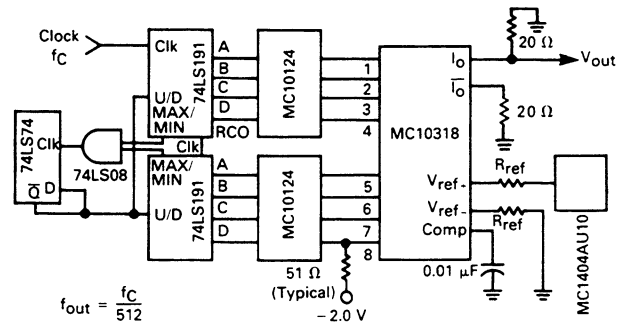 Clock
fC
Clk
74LS191
A
B
C
D
RCO
U/D
MAX/
MIN
MC10124
1
2
3
4
MC10318
Io
Io
20 Ω
Vout
20 Ω
74LS74
Clk
D
Q
74LS08
Clk
MAX/
MIN
U/D
74LS191
A
B
C
D
MC10124
5
6
7
8
Vref+
Vref-
Comp
Rref
Rref
MC1404AU10
0.01 μF
51 Ω
(Typical)
-2.0 V
fout = fC/512